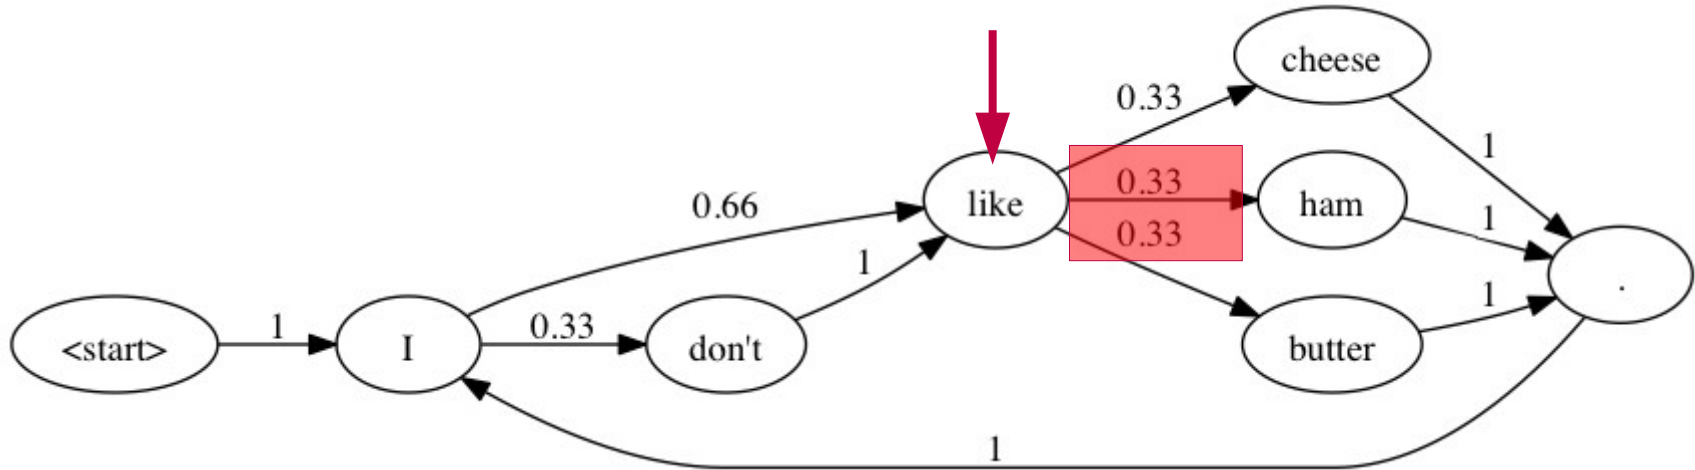 cheese
0.33
1
0.33
0.66
like
ham
1
0.33
1
1
<start>
1
I
0.33
don't
butter
1
.